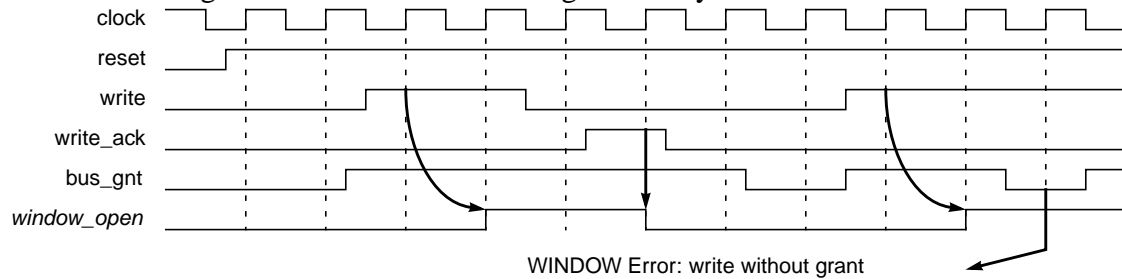 clock
reset
write
write_ack
bus_gnt
window_open
WINDOW Error: write without grant